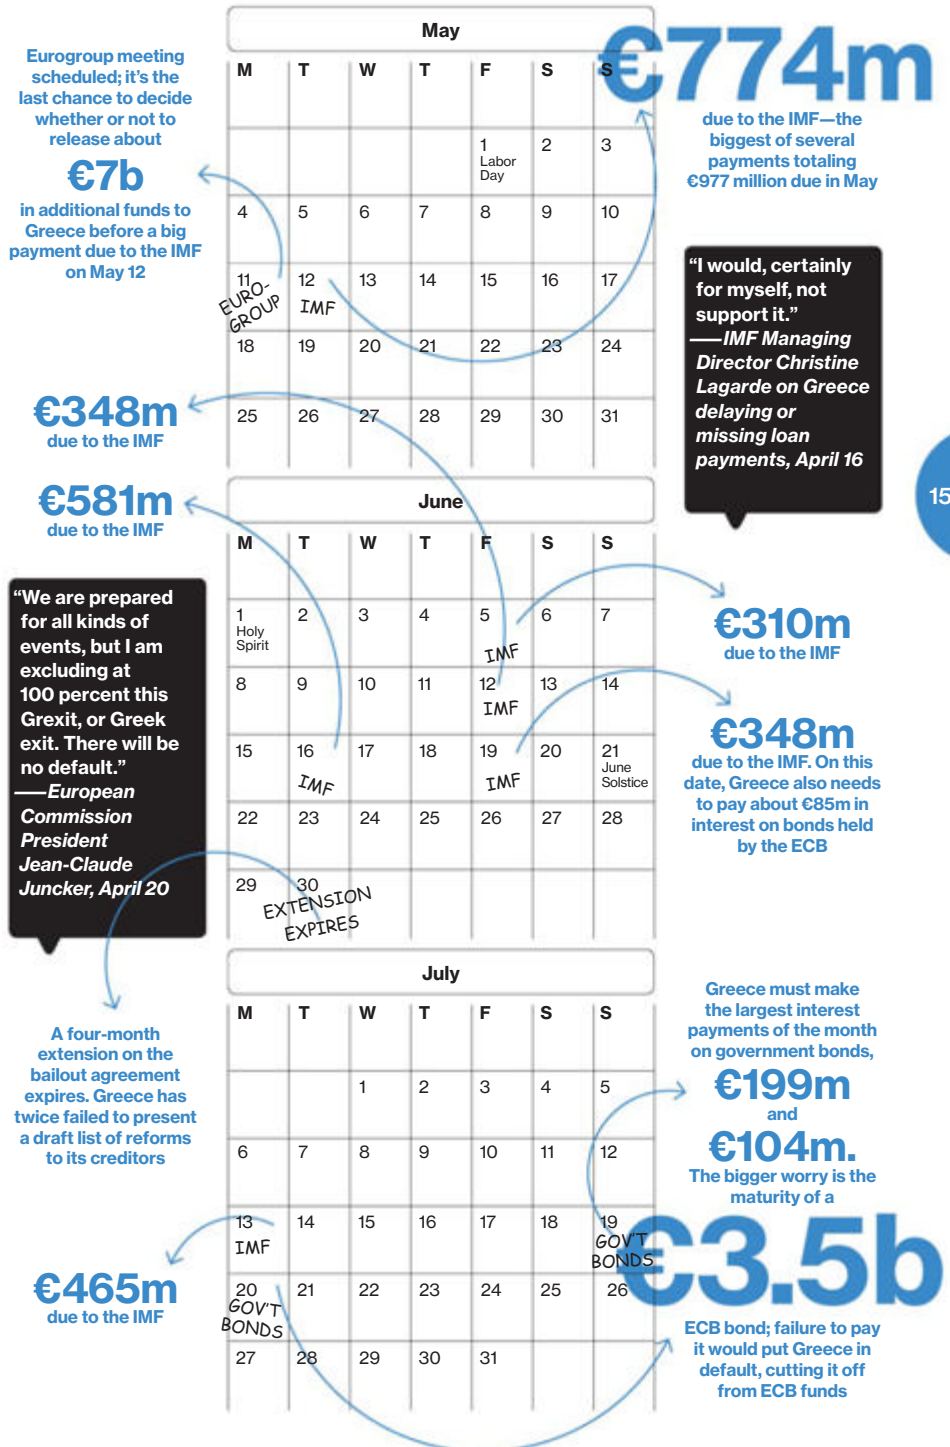 May
M T W T F S S
1 2 3
Labor
Day
4 5 6 7 8 9 10
11 12 13 14 15 16 17
EURO-
GROUP
IMF
18 19 20 21 22 23 24
25 26 27 28 29 30 31
Eurogroup meeting
scheduled; it's the
last chance to decide
whether or not to
release about
€7b
in additional funds to
Greece before a big
payment due to the IMF
on May 12
€774m
due to the IMF—the
biggest of several
payments totaling
€977 million due in May
"I would, certainly
for myself, not
support it."
——IMF Managing
Director Christine
Lagarde on Greece
delaying or
missing loan
payments, April 16
15
€348m
due to the IMF
€581m
due to the IMF
June
M T W T F S S
1 2 3 4 5 6 7
Holy
Spirit
IMF
8 9 10 11 12 13 14
IMF
15 16 17 18 19 20 21
IMF
IMF
June
Solstice
22 23 24 25 26 27 28
29 30
EXTENSION
EXPIRES
€310m
due to the IMF
€348m
due to the IMF. On this
date, Greece also needs
to pay about €85m in
interest on bonds held
by the ECB
"We are prepared
for all kinds of
events, but I am
excluding at
100 percent this
Grexit, or Greek
exit. There will be
no default."
——European
Commission
President
Jean-Claude
Juncker, April 20
A four-month
extension on the
bailout agreement
expires. Greece has
twice failed to present
a draft list of reforms
to its creditors
July
M T W T F S S
1 2 3 4 5
6 7 8 9 10 11 12
13 14 15 16 17 18 19
IMF
GOV'T
BONDS
20 21 22 23 24 25 26
GOV'T
BONDS
27 28 29 30 31
Greece must make
the largest interest
payments of the month
on government bonds,
€199m
and
€104m.
The bigger worry is the
maturity of a
€3.5b
ECB bond; failure to pay
it would put Greece in
default, cutting it off
from ECB funds
€465m
due to the IMF